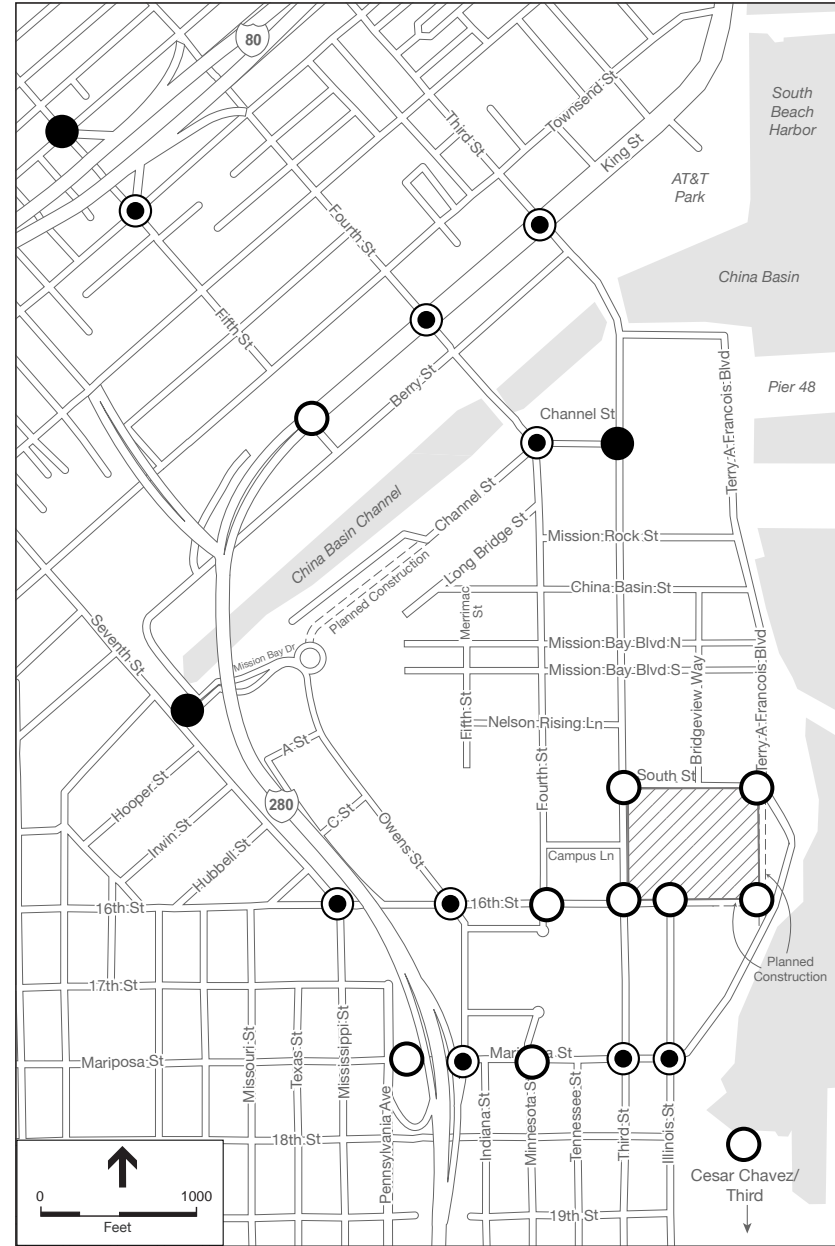 80
South
Beach
Harbor
Townsend St
Third St
King St
AT&T
Park
Fourth St
China Basin
Fifth St
Terry A Francois Blvd
Pier 48
Berry St
Channel St
China Basin Channel
Channel St
Mission Rock St
Long Bridge St
Planned Construction
China Basin St
Merrimac
St
Seventh St
Mission Bay Dr
Mission Bay Blvd N
Mission Bay Blvd S
Bridgeview Way
Terry A Francois Blvd
Fifth St
Nelson Rising Ln
A St
South St
Fourth St
Hooper St
280
C St
Owens St
Irwin St
Campus Ln
Hubbell St
16th St
16th St
Planned
Construction
17th St
Mariposa St
Missouri St
Texas St
Mississippi St
Mariposa St
Pennsylvania Ave
Indiana St
Minnesota St
Tennessee St
Third St
Illinois St
18th St
Cesar Chavez/
Third
0
1000
Feet
19th St